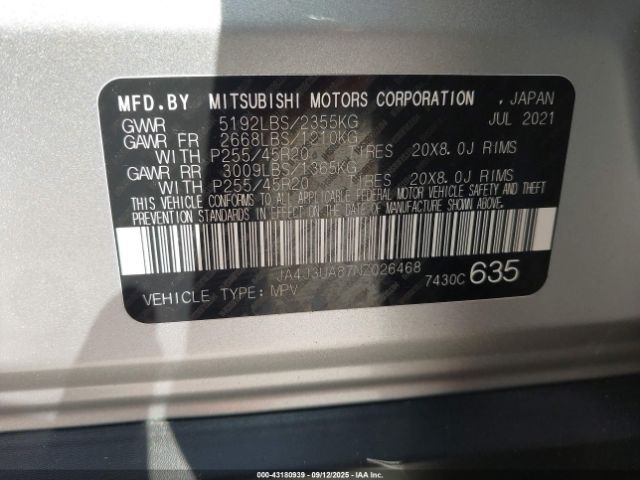 MFD.BY MITSUBISHI MOTORS CORPORATION , JAPAN
GVWR 5192LBS/2355KG JUL 2021
GAWR FR 2668LBS/1210KG
WITH P255/45R20 TIRES 20X8.0J RIMS
GAWR RR 3009LBS/1365KG
WITH P255/45R20 TIRES 20X8.0J RIMS
THIS VEHICLE CONFORMS TO ALL APPLICABLE FEDERAL MOTOR VEHICLE SAFETY AND THEFT
PREVENTION STANDARDS IN EFFECT ON THE DATE OF MANUFACTURE SHOWN ABOVE.
JA4J3UA87NZ026468
7430C 635
VEHICLE TYPE: MPV
000-43180939 - 09/12/2025 - IAAI.COM